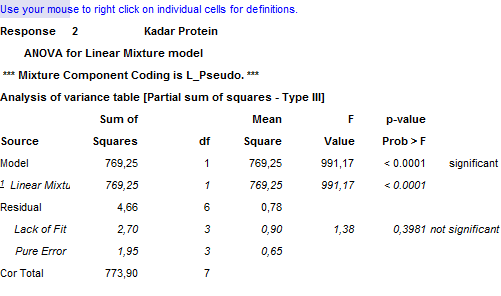 Use your mouse to right click on individual cells for definitions.
Response 2 Kadar Protein
ANOVA for Linear Mixture model
*** Mixture Component Coding is L_Pseudo. ***
Analysis of variance table [Partial sum of squares - Type III]
Sum of Mean F p-value
Source Squares df Square Value Prob > F
Model 769,25 1 769,25 991,17 < 0.0001 significant
1 Linear Mixtu 769,25 1 769,25 991,17 < 0.0001
Residual 4,66 6 0,78
Lack of Fit 2,70 3 0,90 1,38 0,3981 not significant
Pure Error 1,95 3 0,65
Cor Total 773,90 7